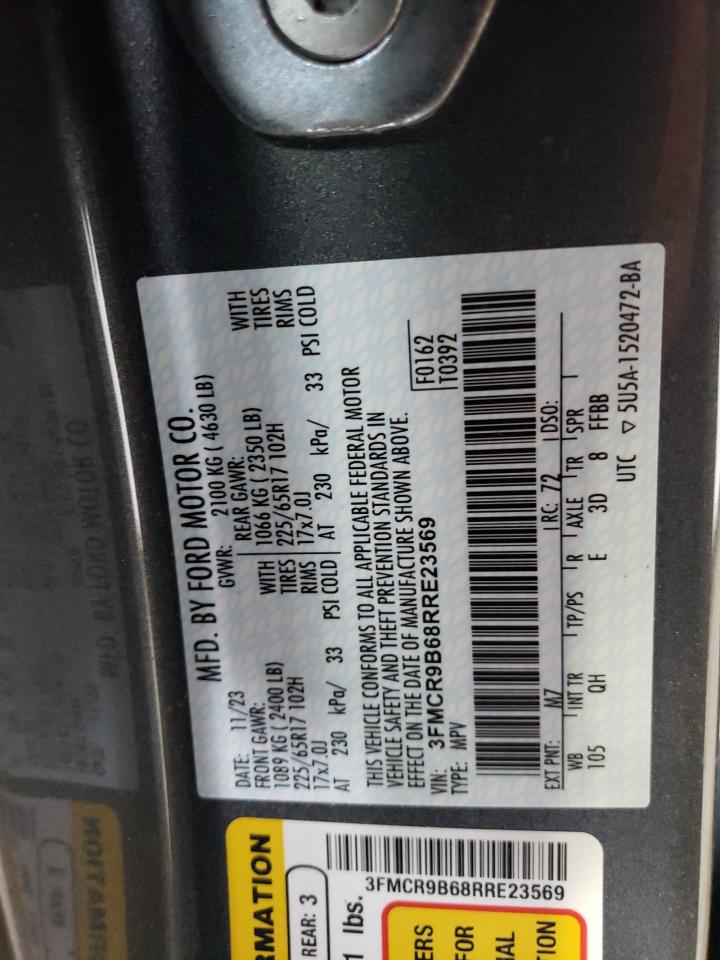 MFD. BY FORD MOTOR CO.
DATE: 11/23 GVWR: 2100 KG ( 4630 LB)
FRONT GAWR: REAR GAWR:
1089 KG ( 2400 LB) WITH 1066 KG ( 2350 LB) WITH
225/65R17 102H TIRES 225/65R17 102H TIRES
17x7.0J RIMS 17x7.0J RIMS
AT 230 kPa/ 33 PSI COLD AT 230 kPa/ 33 PSI COLD
THIS VEHICLE CONFORMS TO ALL APPLICABLE FEDERAL MOTOR
VEHICLE SAFETY AND THEFT PREVENTION STANDARDS IN
EFFECT ON THE DATE OF MANUFACTURE SHOWN ABOVE.
VIN: 3FMCR9B68RRE23569
TYPE: MPV
F0162
T0392
EXT PNT: M7 RC: 72 DSO:
WB INT TR TP/PS R AXLE TR SPR
105 QH E 3D 8 FFBB
UTC ▽ 5U5A-1520472-BA
RMATION
REAR: 3
1 lbs.
3FMCR9B68RRE23569
ERS
FOR
NAL
TION